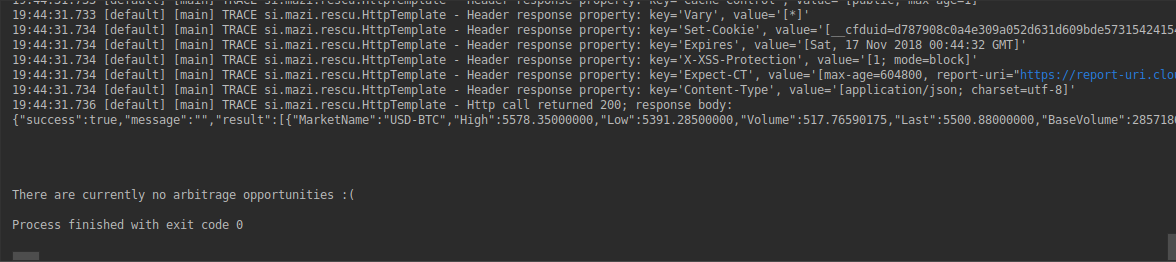 19:44:31.733 [default] [main] TRACE si.mazi.rescu.HttpTemplate - Header response property: key='Cache-Control', value='[public, max-age=1]'
19:44:31.734 [default] [main] TRACE si.mazi.rescu.HttpTemplate - Header response property: key='Vary', value='[*]'
19:44:31.734 [default] [main] TRACE si.mazi.rescu.HttpTemplate - Header response property: key='Set-Cookie', value='[__cfduid=d787908c0a4e309a052d631d609bde57315424154
19:44:31.734 [default] [main] TRACE si.mazi.rescu.HttpTemplate - Header response property: key='Expires', value='[Sat, 17 Nov 2018 00:44:32 GMT]'
19:44:31.734 [default] [main] TRACE si.mazi.rescu.HttpTemplate - Header response property: key='X-XSS-Protection', value='[1; mode=block]'
19:44:31.734 [default] [main] TRACE si.mazi.rescu.HttpTemplate - Header response property: key='Expect-CT', value='[max-age=604800, report-uri="https://report-uri.clou
19:44:31.734 [default] [main] TRACE si.mazi.rescu.HttpTemplate - Header response property: key='Content-Type', value='[application/json; charset=utf-8]'
19:44:31.736 [default] [main] TRACE si.mazi.rescu.HttpTemplate - Http call returned 200; response body:
{"success":true,"message":"","result":[{"MarketName":"USD-BTC","High":5578.35000000,"Low":5391.28500000,"Volume":517.76590175,"Last":5500.88000000,"BaseVolume":2857180
There are currently no arbitrage opportunities :(
Process finished with exit code 0